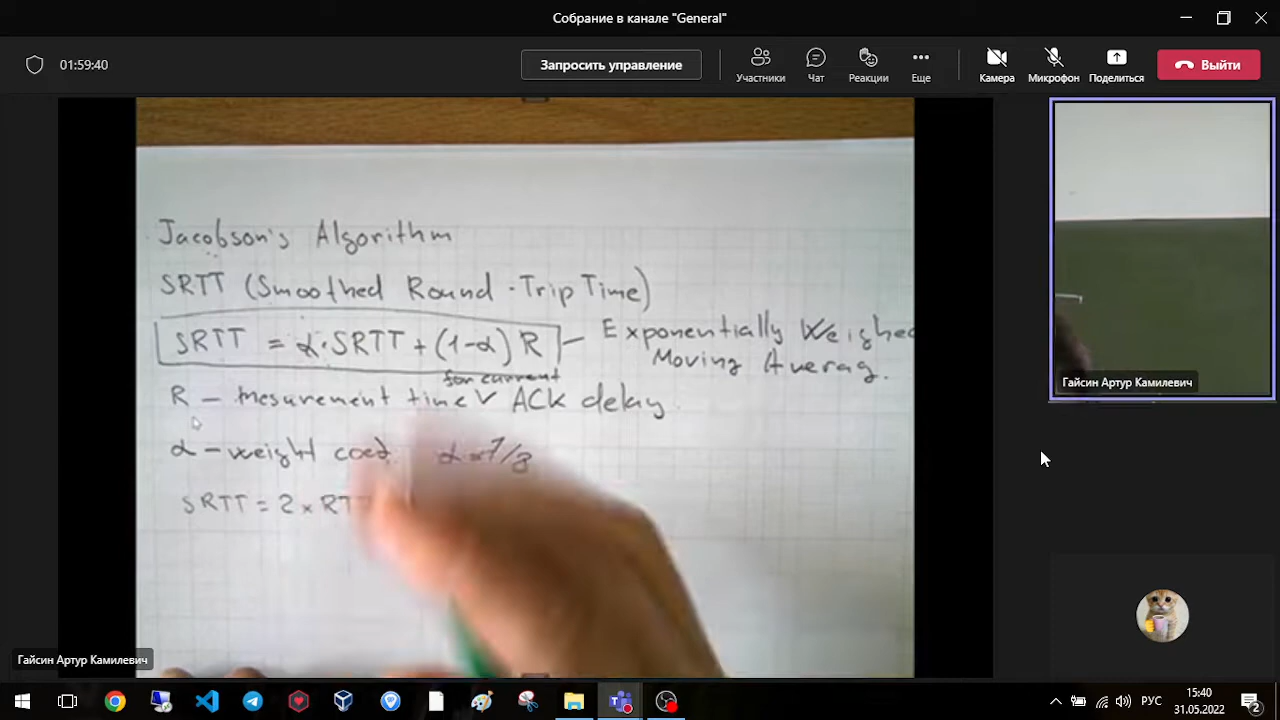 Собрание в канале "General"
01:59:40
Запросить управление
Участники
Чат
Реакции
Еще
Камера
Микрофон
Поделиться
Выйти
Jacobson's Algorithm
SRTT (Smoothed Round-Trip Time)
SRTT = α·SRTT + (1-α) R – Exponentially Weighed
Moving Averag.
for current
R – mesurement time V ACK delay.
α – weight coef. α = 1/8
SRTT = 2 × RTT
Гайсин Артур Камилевич
Гайсин Артур Камилевич
РУС
15:40
31.05.2022
2